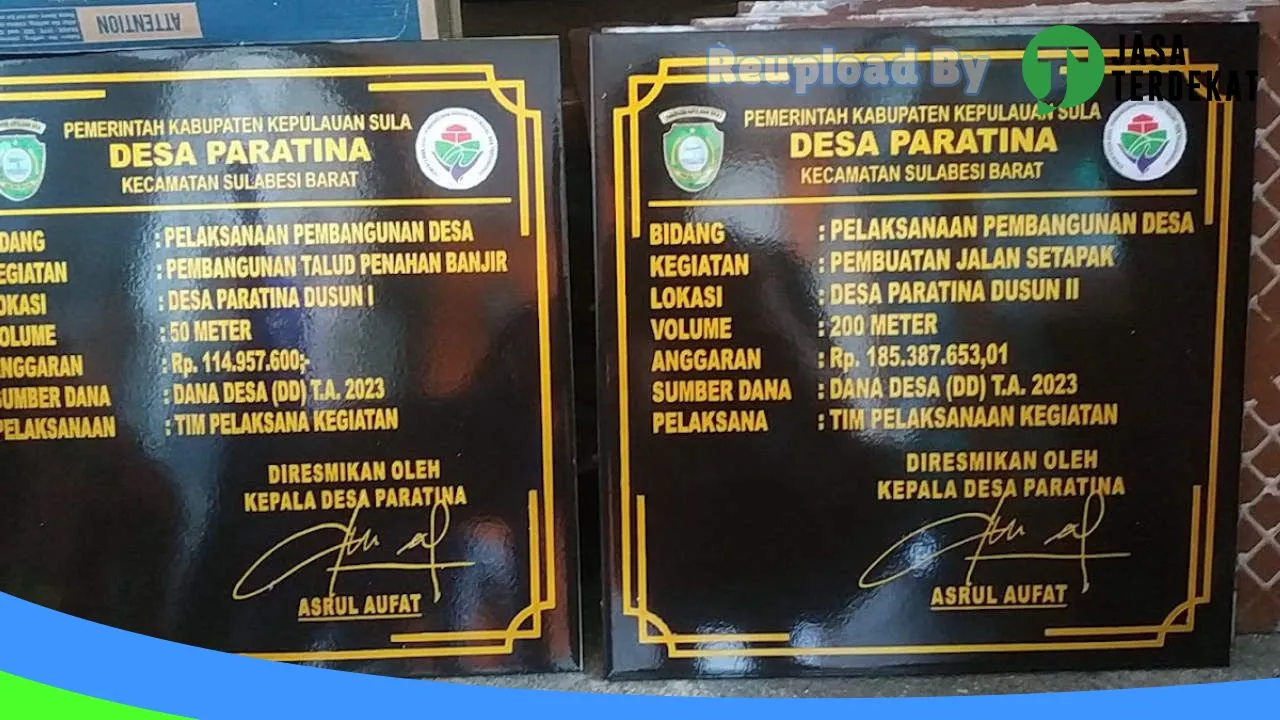 ATTENTION
Reupload By
JASA
TERDEKAT
PEMERINTAH KABUPATEN KEPULAUAN SULA
DESA PARATINA
KECAMATAN SULABESI BARAT
IDANG : PELAKSANAAN PEMBANGUNAN DESA
EGIATAN : PEMBANGUNAN TALUD PENAHAN BANJIR
OKASI : DESA PARATINA DUSUN I
OLUME : 50 METER
ANGGARAN : Rp. 114.957.600;-
SUMBER DANA : DANA DESA (DD) T.A. 2023
PELAKSANAAN : TIM PELAKSANA KEGIATAN
DIRESMIKAN OLEH
KEPALA DESA PARATINA
ASRUL AUFAT
PEMERINTAH KABUPATEN KEPULAUAN SULA
DESA PARATINA
KECAMATAN SULABESI BARAT
BIDANG : PELAKSANAAN PEMBANGUNAN DESA
KEGIATAN : PEMBUATAN JALAN SETAPAK
LOKASI : DESA PARATINA DUSUN II
VOLUME : 200 METER
ANGGARAN : Rp. 185.387.653,01
SUMBER DANA : DANA DESA (DD) T.A. 2023
PELAKSANA : TIM PELAKSANAAN KEGIATAN
DIRESMIKAN OLEH
KEPALA DESA PARATINA
ASRUL AUFAT